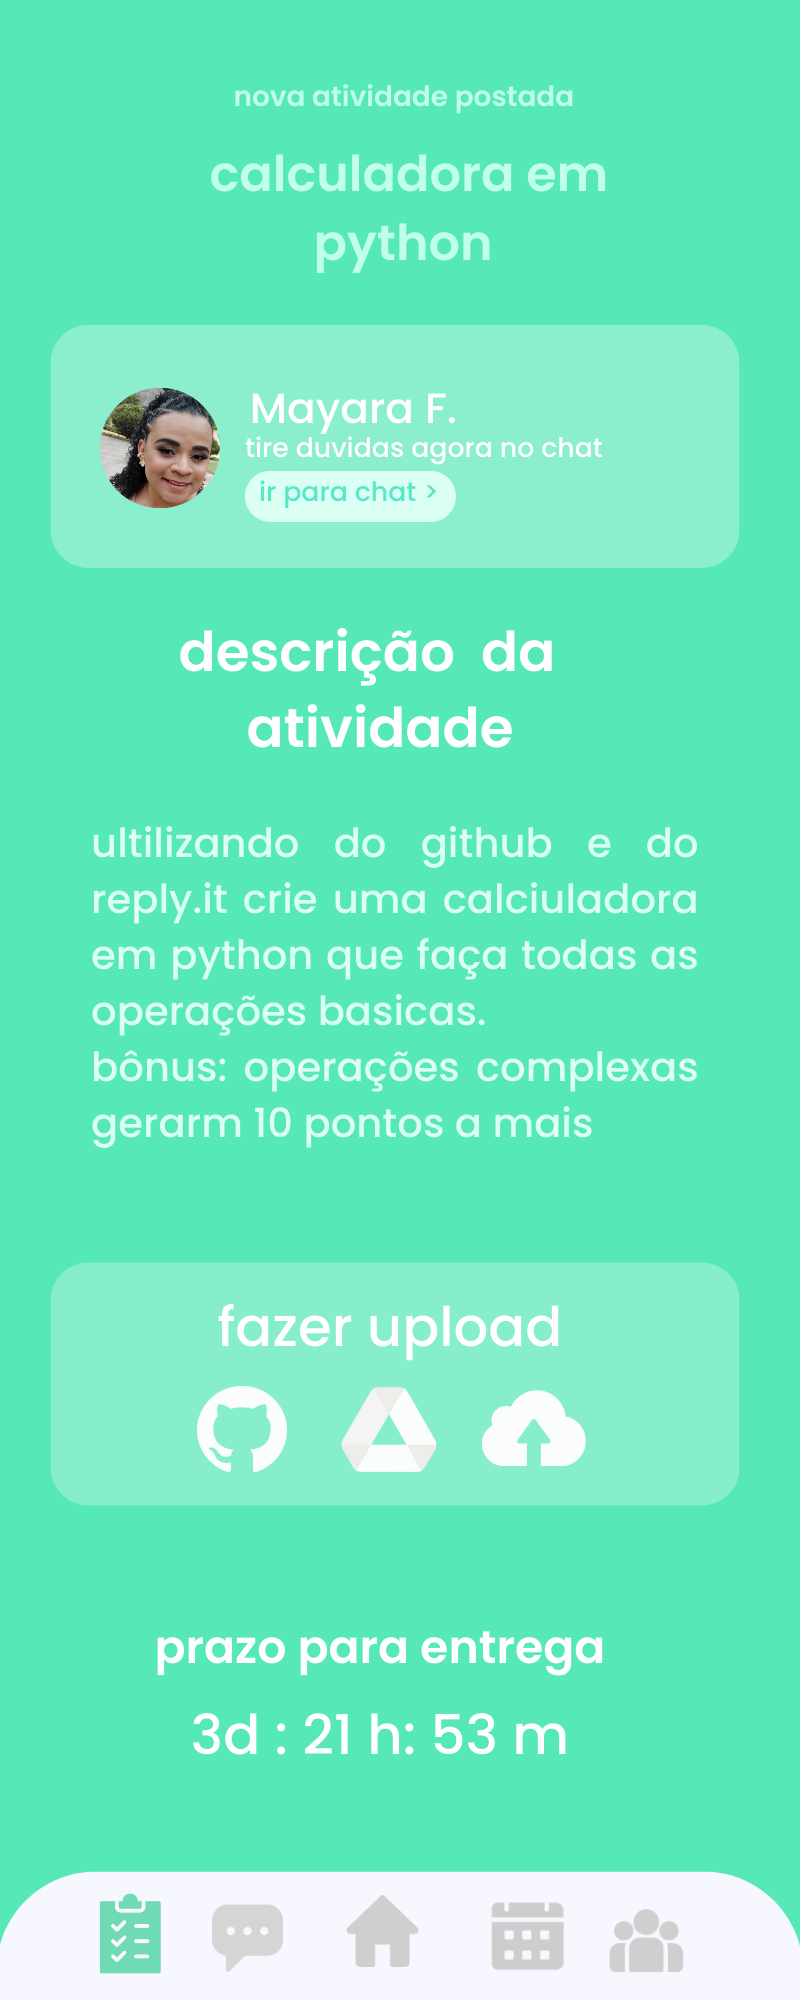 nova atividade postada
calculadora em
python
Mayara F.
tire duvidas agora no chat
ir para chat >
descrição da
atividade
ultilizando do github e do
reply.it crie uma calciuladora
em python que faça todas as
operações basicas.
bônus: operações complexas
gerarm 10 pontos a mais
fazer upload
prazo para entrega
3d : 21 h: 53 m